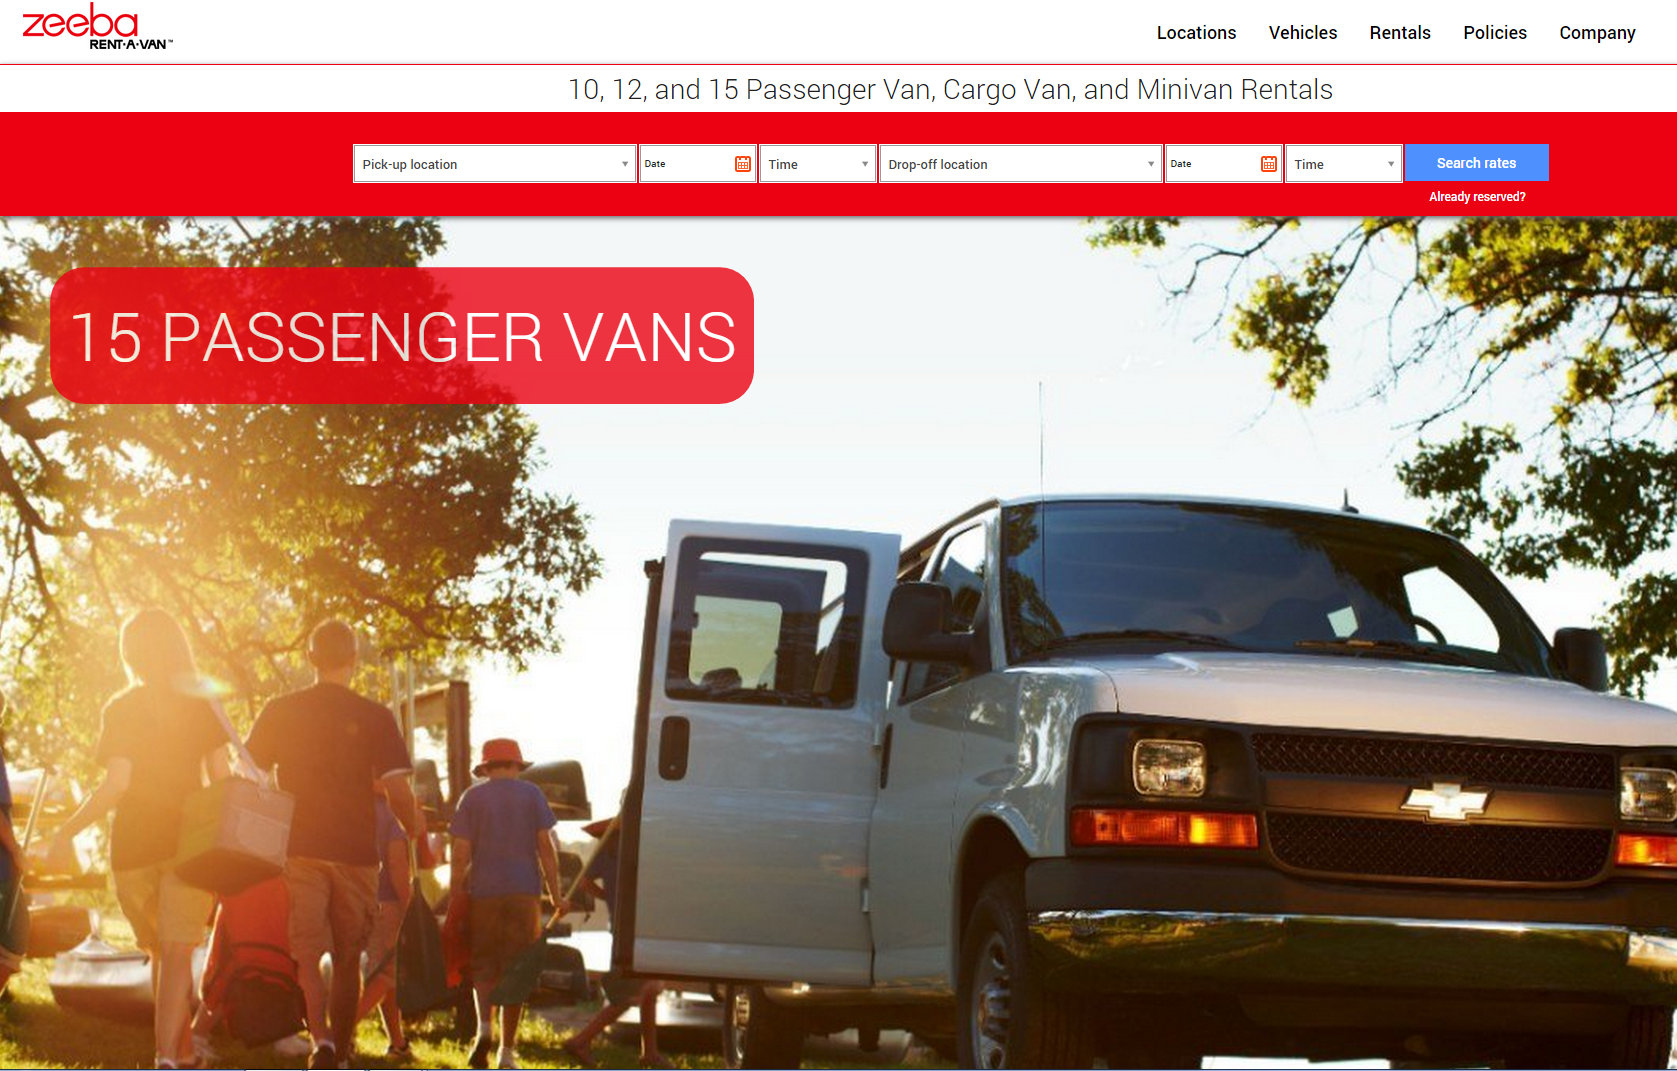 zeeba
RENT·A·VAN™
Locations Vehicles Rentals Policies Company
10, 12, and 15 Passenger Van, Cargo Van, and Minivan Rentals
Pick-up location Date Time Drop-off location Date Time Search rates
Already reserved?
15 PASSENGER VANS